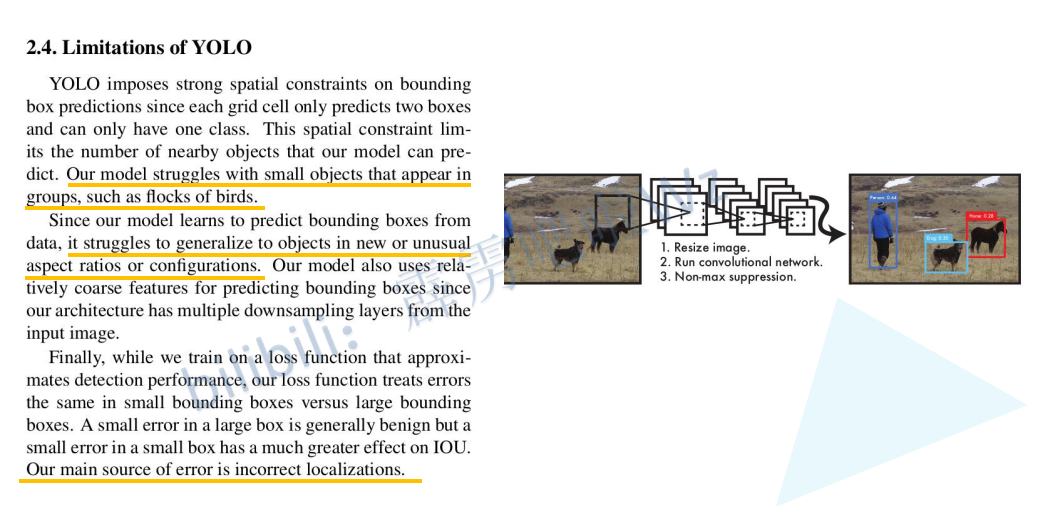 2.4. Limitations of YOLO
YOLO imposes strong spatial constraints on bounding
box predictions since each grid cell only predicts two boxes
and can only have one class. This spatial constraint lim-
its the number of nearby objects that our model can pre-
dict. Our model struggles with small objects that appear in
groups, such as flocks of birds.
Since our model learns to predict bounding boxes from
data, it struggles to generalize to objects in new or unusual
aspect ratios or configurations. Our model also uses rela-
tively coarse features for predicting bounding boxes since
our architecture has multiple downsampling layers from the
input image.
Finally, while we train on a loss function that approxi-
mates detection performance, our loss function treats errors
the same in small bounding boxes versus large bounding
boxes. A small error in a large box is generally benign but a
small error in a small box has a much greater effect on IOU.
Our main source of error is incorrect localizations.
1. Resize image.
2. Run convolutional network.
3. Non-max suppression.
Person: 0.64
Horse: 0.28
Dog: 0.30
bilibili: 霹雳